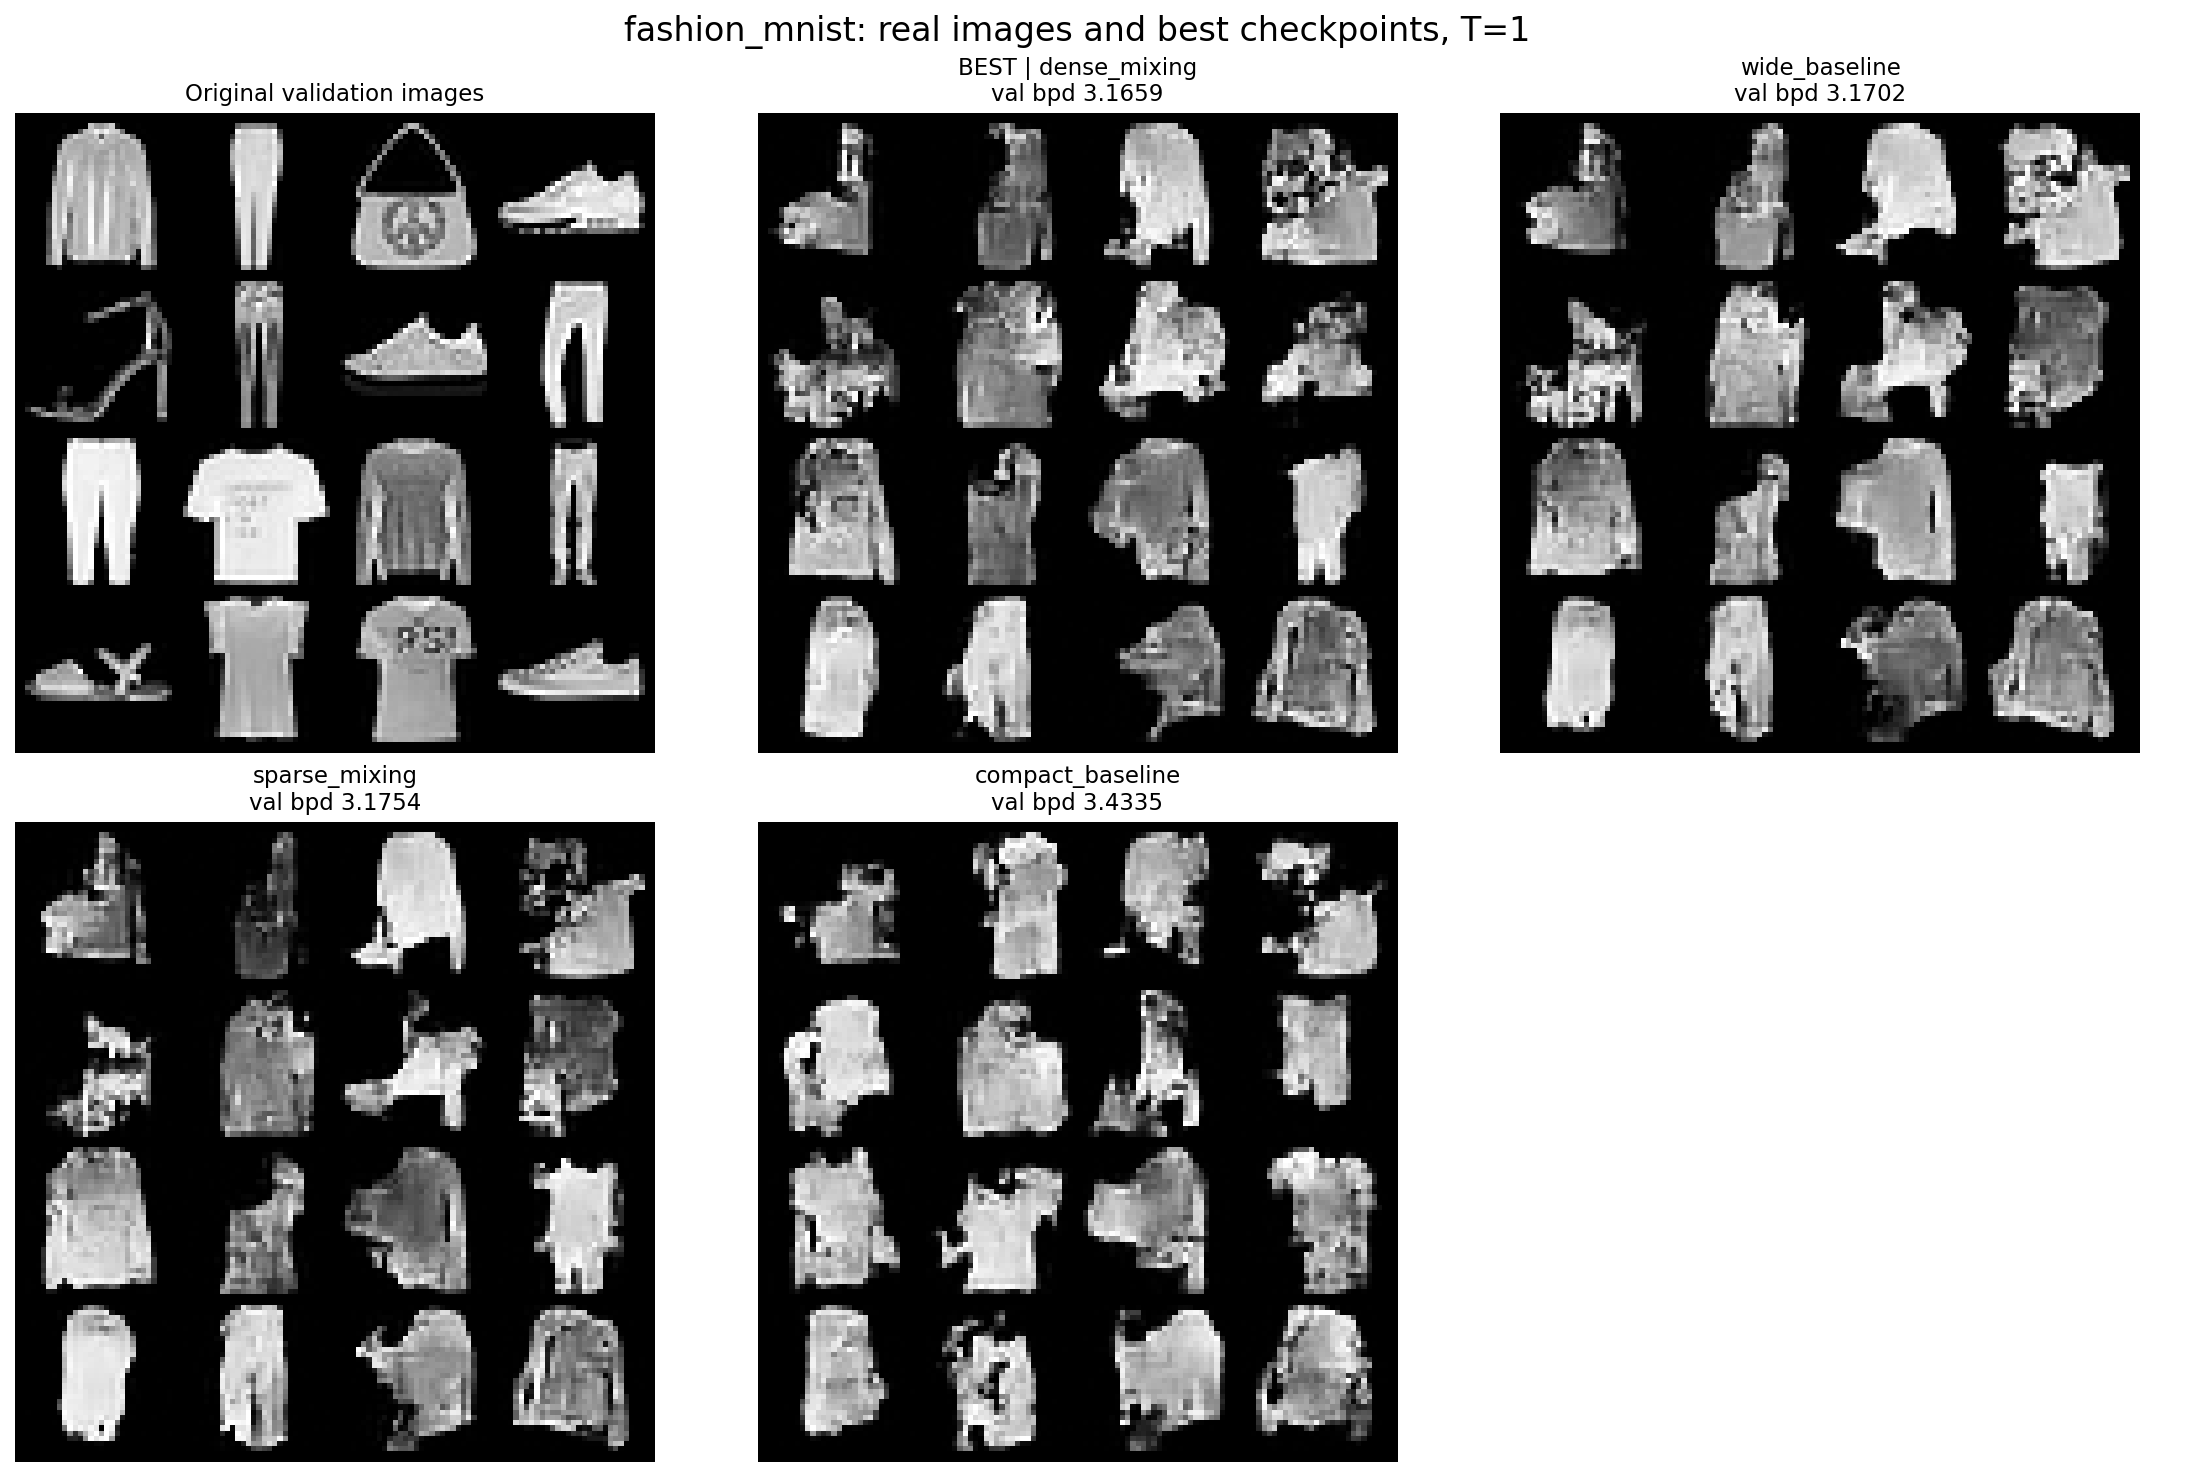 fashion_mnist: real images and best checkpoints, T=1
Original validation images
BEST | dense_mixing
val bpd 3.1659
wide_baseline
val bpd 3.1702
sparse_mixing
val bpd 3.1754
compact_baseline
val bpd 3.4335